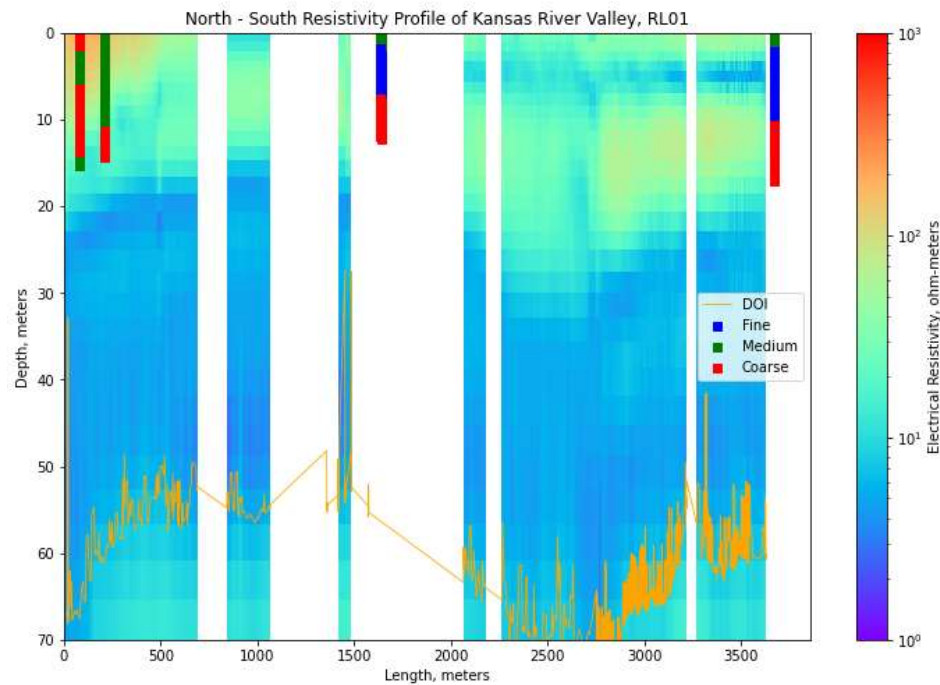 North - South Resistivity Profile of Kansas River Valley, RL01
0
10
20
30
40
50
60
70
Depth, meters
0
500
1000
1500
2000
2500
3000
3500
Length, meters
DOI
Fine
Medium
Coarse
10³
10²
10¹
10⁰
Electrical Resistivity, ohm-meters